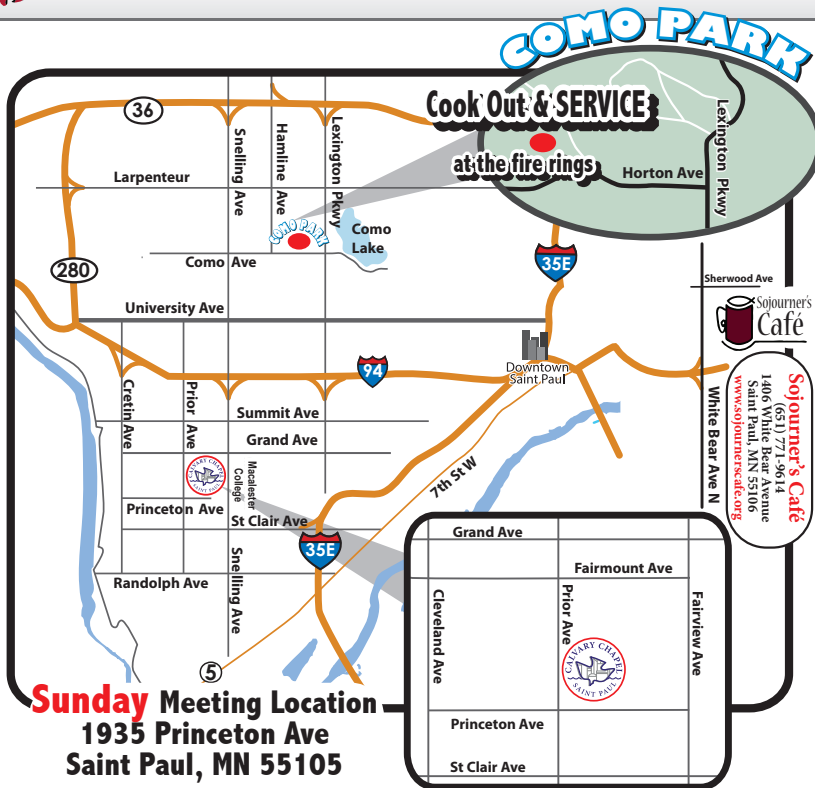 COMO PARK
Cook Out & SERVICE
at the fire rings
Lexington Pkwy
Horton Ave
36
Snelling Ave
Hamline Ave
Lexington Pkwy
Larpenteur
COMO PARK
Como
Lake
Como Ave
280
35E
Sherwood Ave
University Ave
Sojourner's
Café
Downtown
Saint Paul
94
Cretin Ave
Prior Ave
Summit Ave
Grand Ave
White Bear Ave N
Sojourner's Café
(651) 771-9614
1406 White Bear Avenue
Saint Paul, MN 55106
www.sojournerscafe.org
CALVARY CHAPEL
SAINT PAUL
Macalester
College
7th St W
Princeton Ave
St Clair Ave
35E
Snelling Ave
Randolph Ave
5
Grand Ave
Fairmount Ave
Cleveland Ave
Prior Ave
Fairview Ave
CALVARY CHAPEL
SAINT PAUL
Princeton Ave
St Clair Ave
Sunday Meeting Location
1935 Princeton Ave
Saint Paul, MN 55105